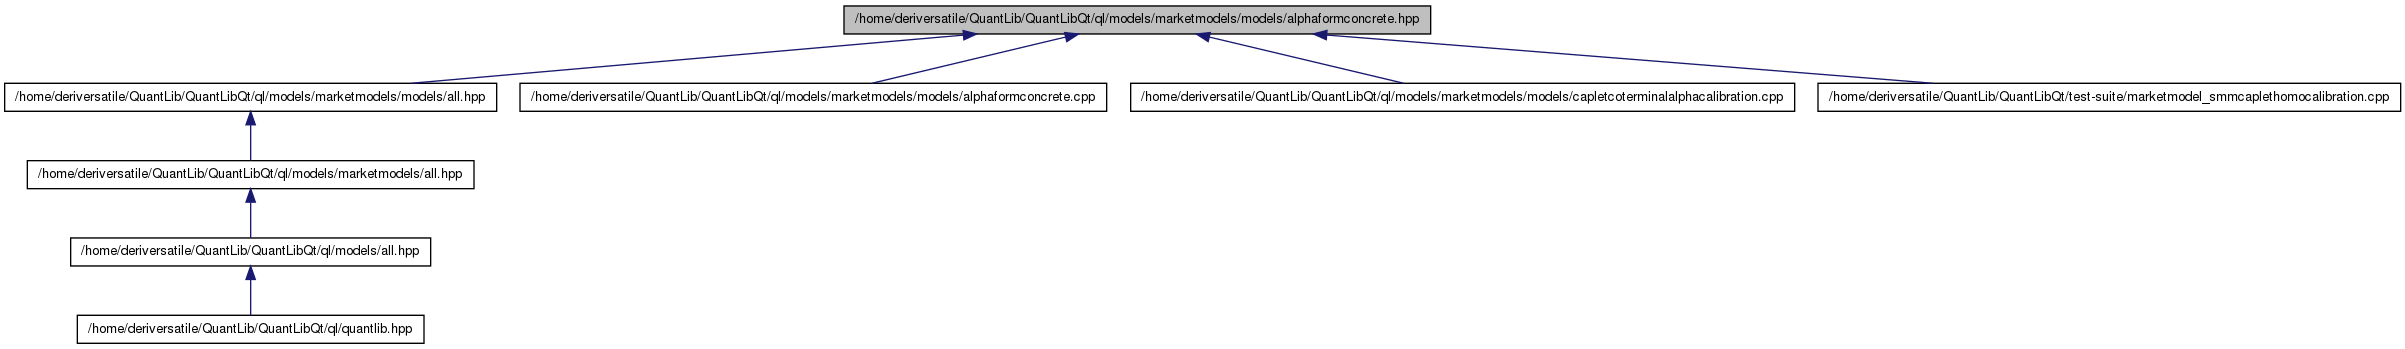 /home/deriversatile/QuantLib/QuantLibQt/ql/models/marketmodels/models/alphaformconcrete.hpp
/home/deriversatile/QuantLib/QuantLibQt/ql/models/marketmodels/models/all.hpp
/home/deriversatile/QuantLib/QuantLibQt/ql/models/marketmodels/models/alphaformconcrete.cpp
/home/deriversatile/QuantLib/QuantLibQt/ql/models/marketmodels/models/capletcoterminalalphacalibration.cpp
/home/deriversatile/QuantLib/QuantLibQt/test-suite/marketmodel_smmcaplethomocalibration.cpp
/home/deriversatile/QuantLib/QuantLibQt/ql/models/marketmodels/all.hpp
/home/deriversatile/QuantLib/QuantLibQt/ql/models/all.hpp
/home/deriversatile/QuantLib/QuantLibQt/ql/quantlib.hpp